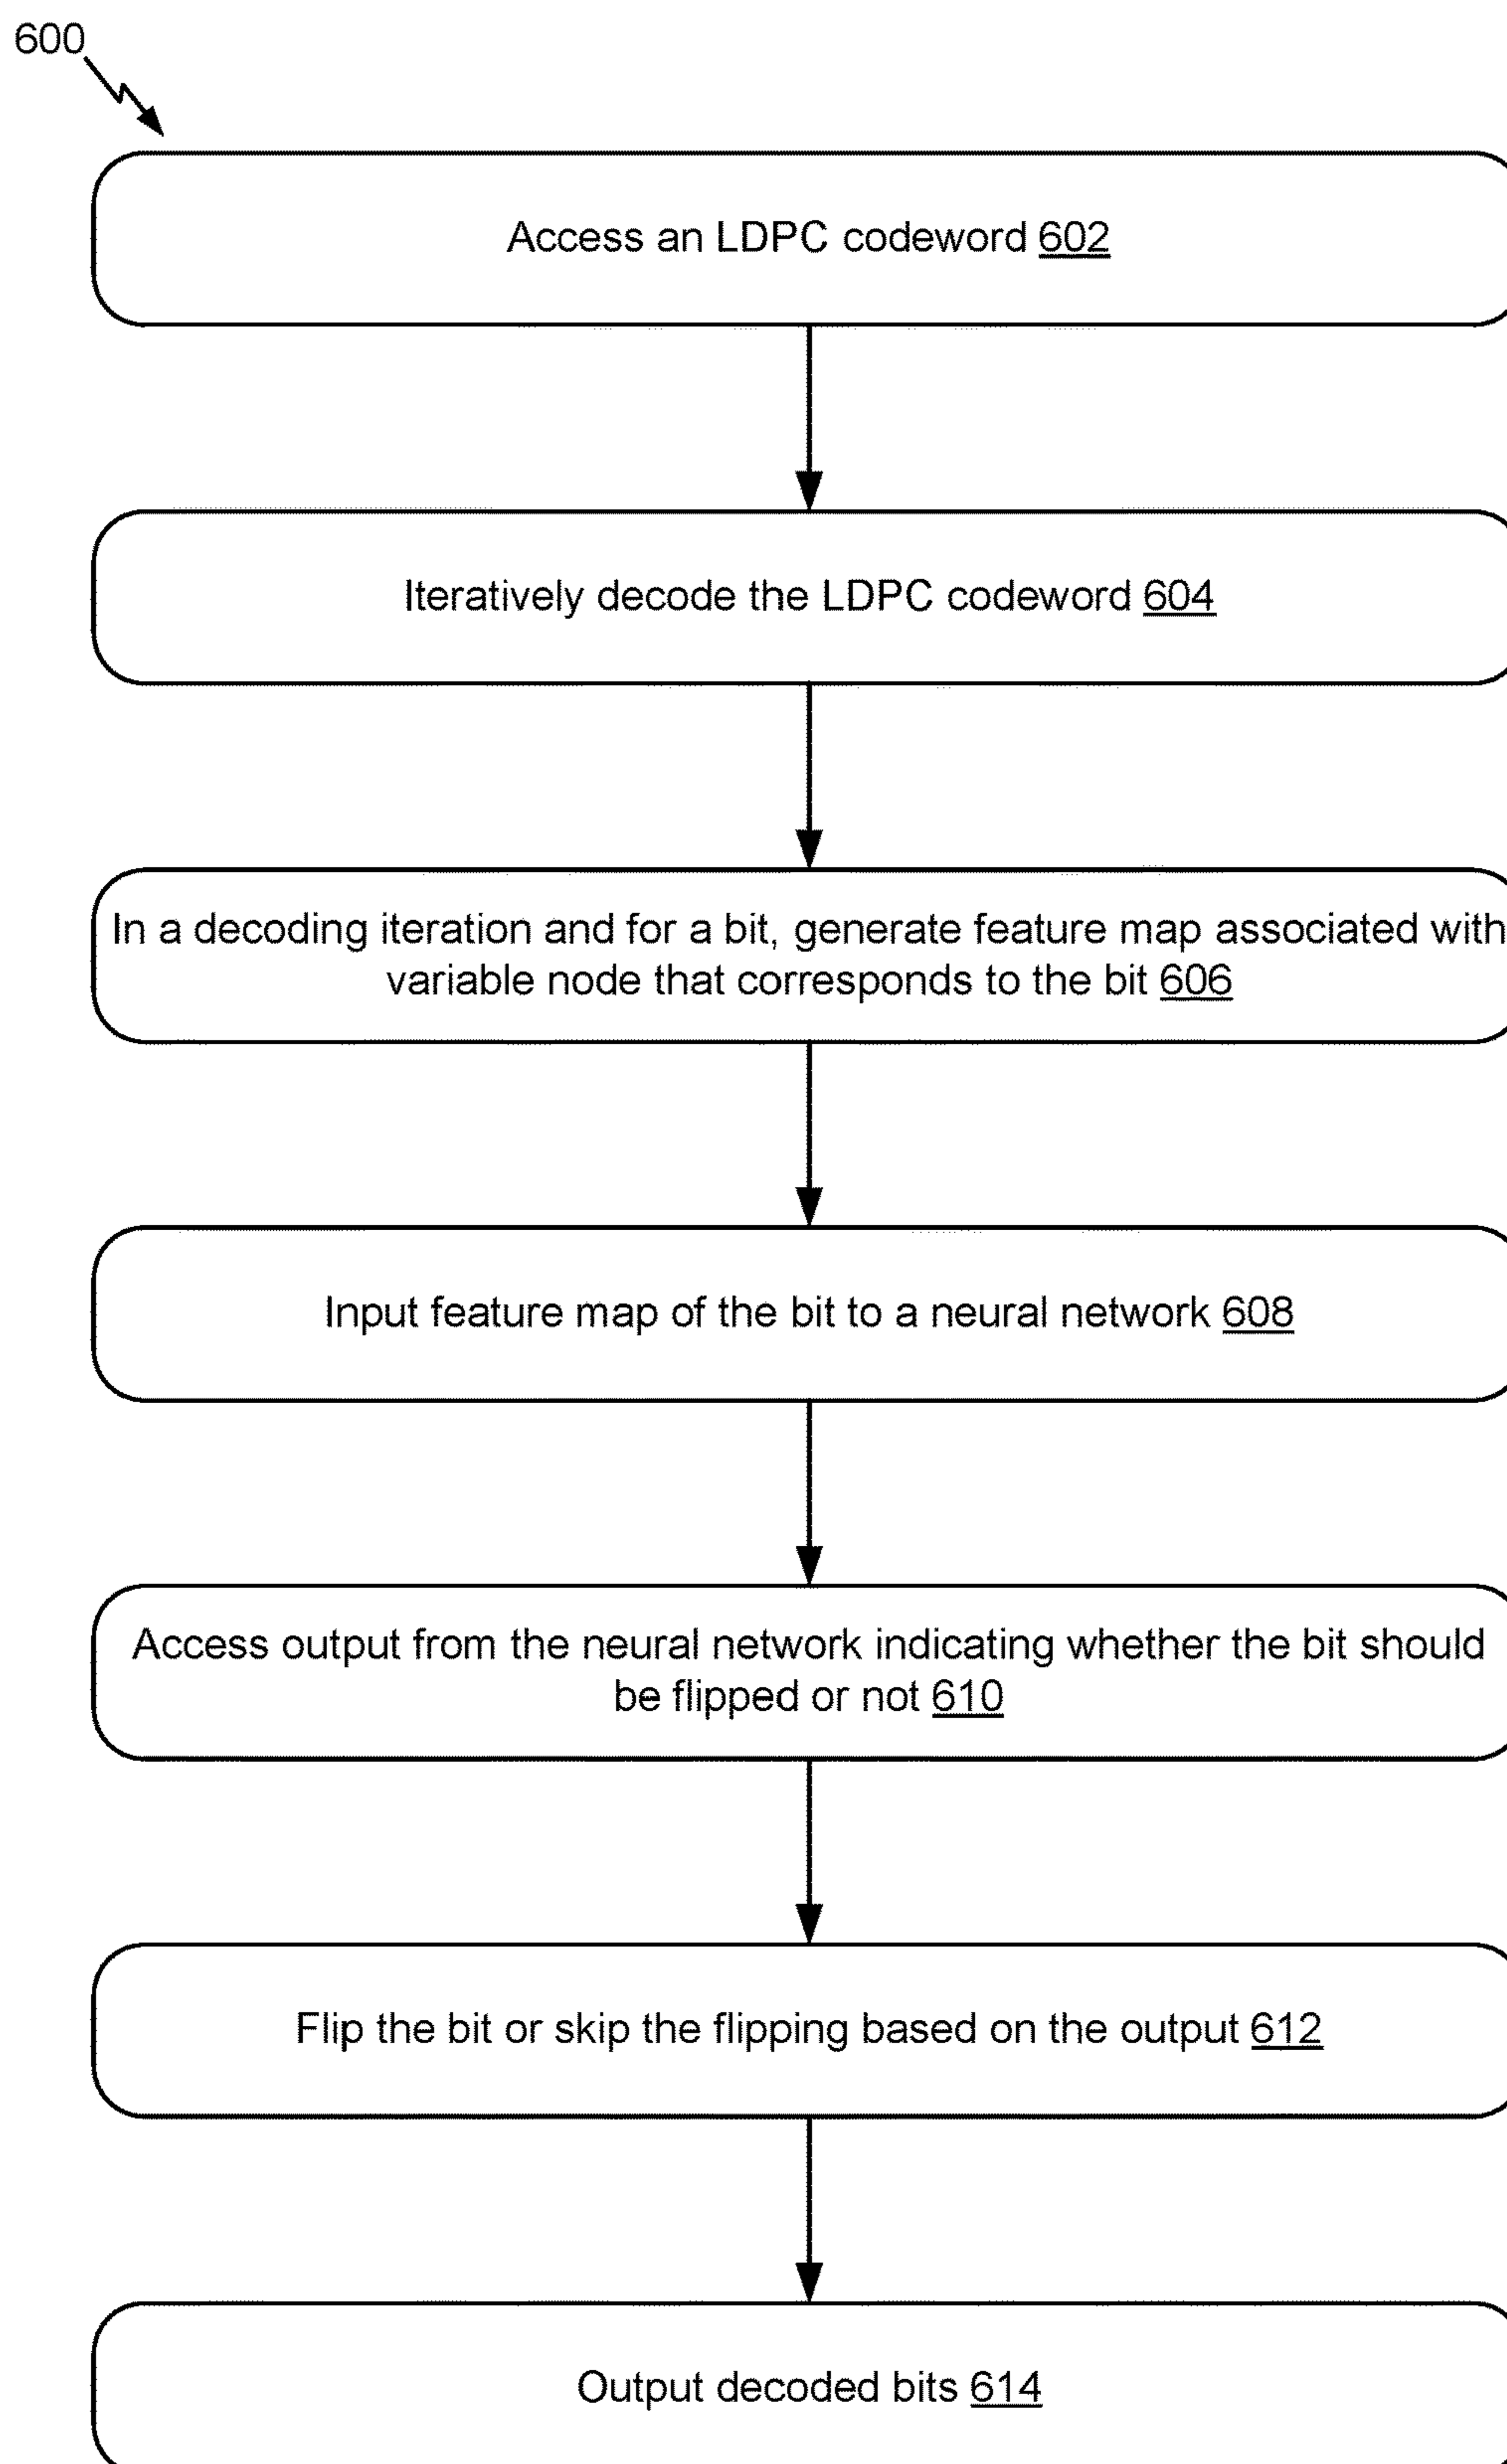 600
Access an LDPC codeword 602
Iteratively decode the LDPC codeword 604
In a decoding iteration and for a bit, generate feature map associated with
variable node that corresponds to the bit 606
Input feature map of the bit to a neural network 608
Access output from the neural network indicating whether the bit should
be flipped or not 610
Flip the bit or skip the flipping based on the output 612
Output decoded bits 614